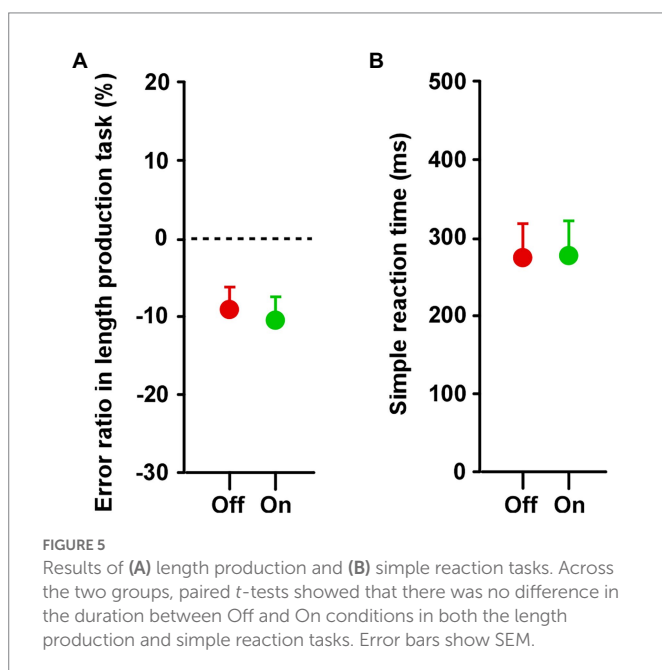 A
Error ratio in length production task (%)
20
10
0
-10
-20
-30
Off On
B
Simple reaction time (ms)
500
400
300
200
100
0
Off On
FIGURE 5
Results of (A) length production and (B) simple reaction tasks. Across
the two groups, paired t-tests showed that there was no difference in
the duration between Off and On conditions in both the length
production and simple reaction tasks. Error bars show SEM.